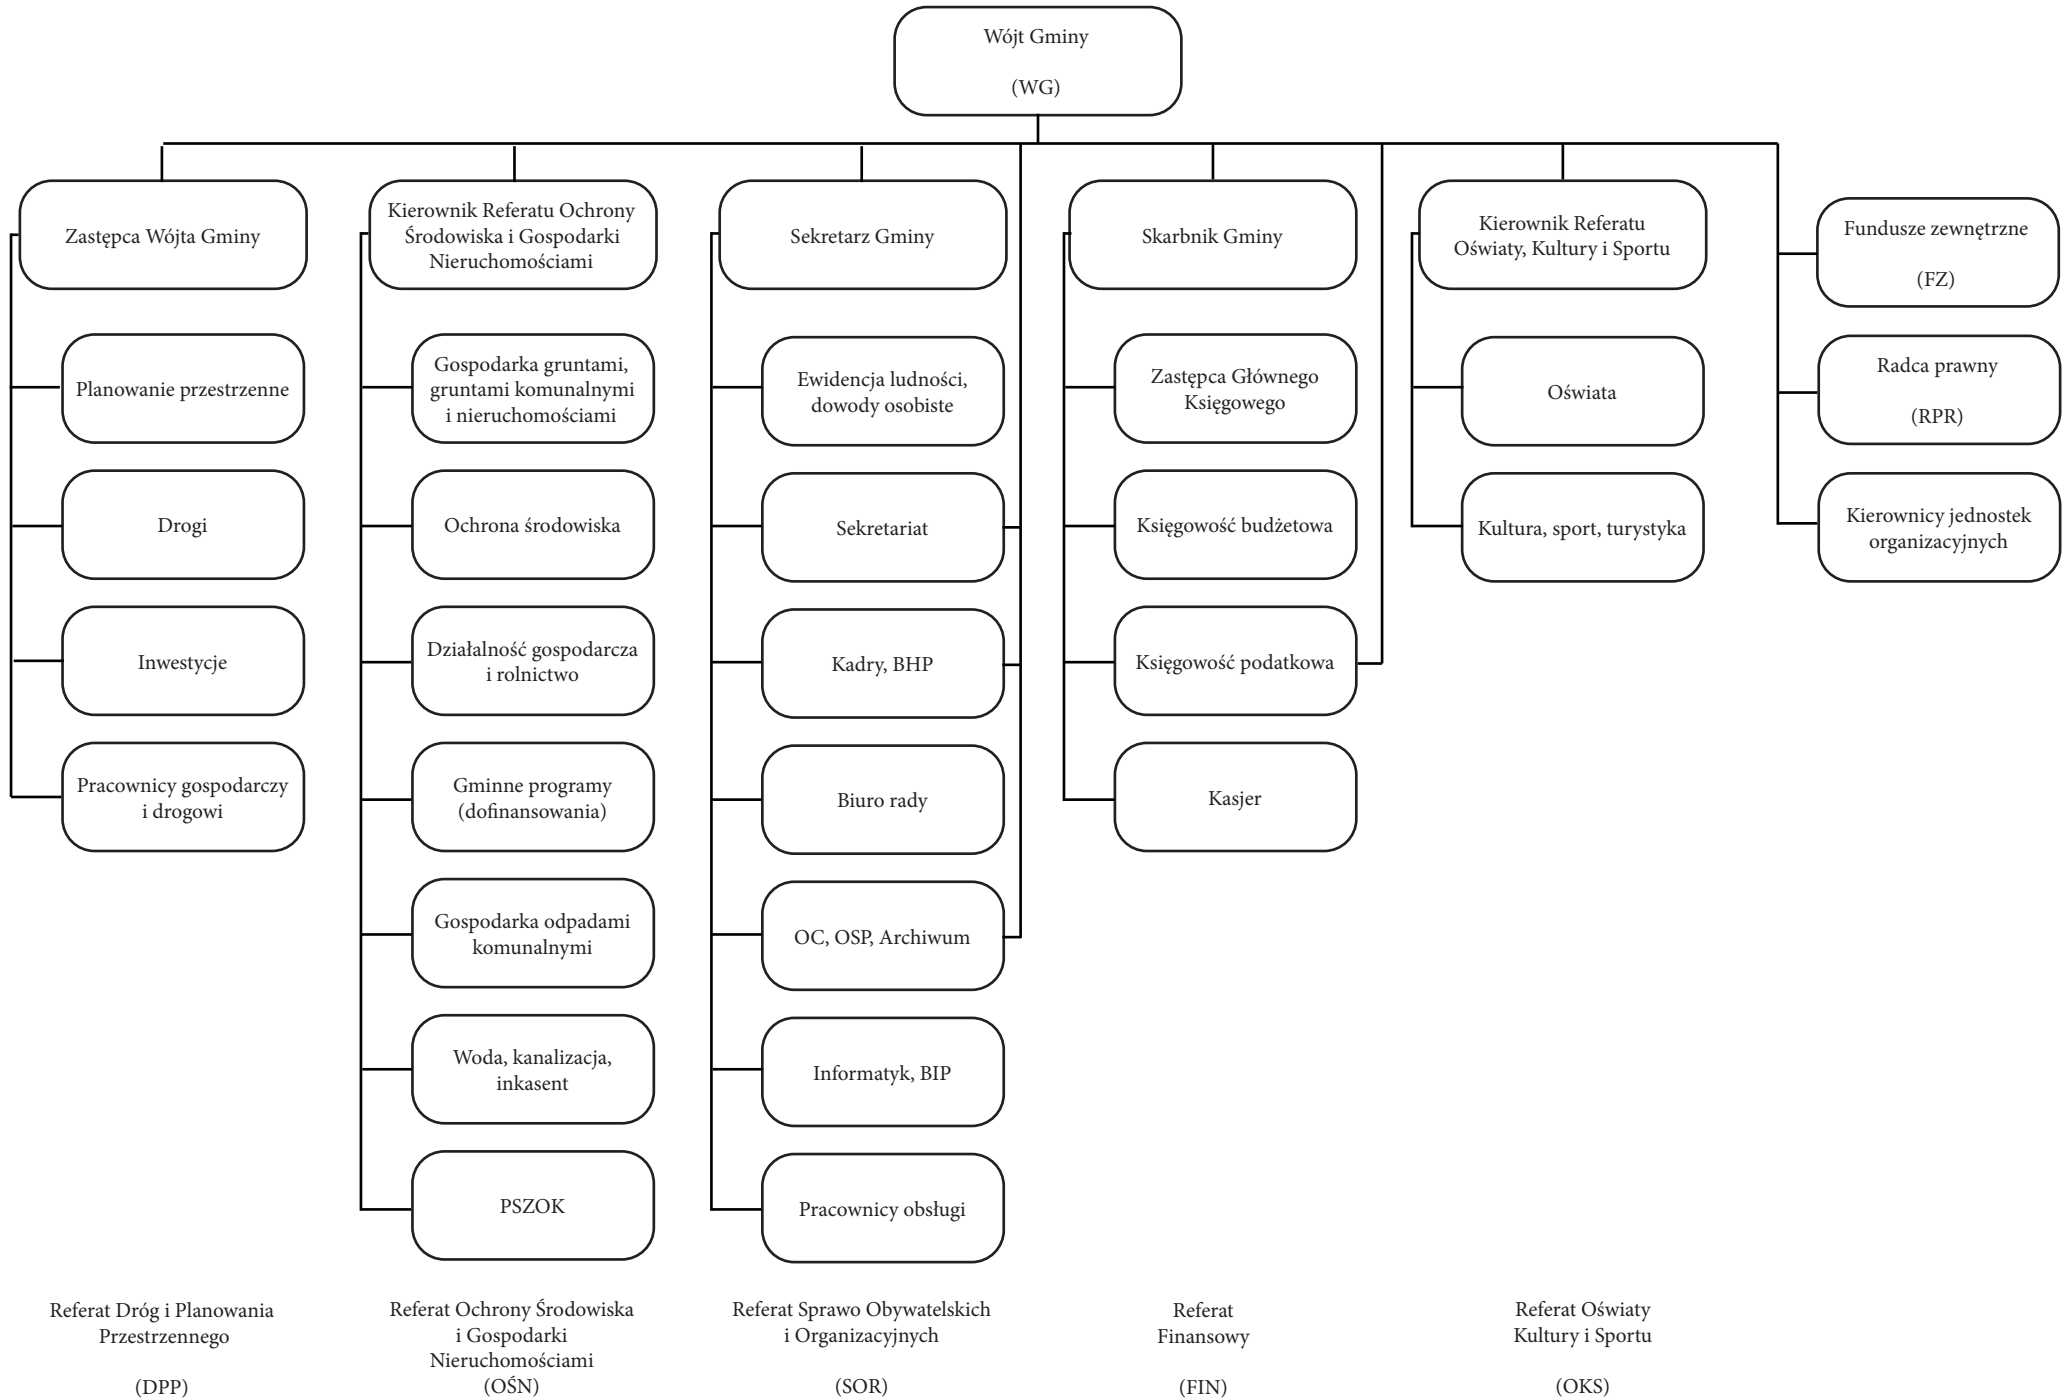 Wójt Gminy
(WG)
Zastępca Wójta Gminy
Planowanie przestrzenne
Drogi
Inwestycje
Pracownicy gospodarczy
i drogowi
Kierownik Referatu Ochrony
Środowiska i Gospodarki
Nieruchomościami
Gospodarka gruntami,
gruntami komunalnymi
i nieruchomościami
Ochrona środowiska
Działalność gospodarcza
i rolnictwo
Gminne programy
(dofinansowania)
Gospodarka odpadami
komunalnymi
Woda, kanalizacja,
inkasent
PSZOK
Sekretarz Gminy
Ewidencja ludności,
dowody osobiste
Sekretariat
Kadry, BHP
Biuro rady
OC, OSP, Archiwum
Informatyk, BIP
Pracownicy obsługi
Skarbnik Gminy
Zastępca Głównego
Księgowego
Księgowość budżetowa
Księgowość podatkowa
Kasjer
Kierownik Referatu
Oświaty, Kultury i Sportu
Oświata
Kultura, sport, turystyka
Fundusze zewnętrzne
(FZ)
Radca prawny
(RPR)
Kierownicy jednostek
organizacyjnych
Referat Dróg i Planowania
Przestrzennego
(DPP)
Referat Ochrony Środowiska
i Gospodarki
Nieruchomościami
(OŚN)
Referat Sprawo Obywatelskich
i Organizacyjnych
(SOR)
Referat
Finansowy
(FIN)
Referat Oświaty
Kultury i Sportu
(OKS)